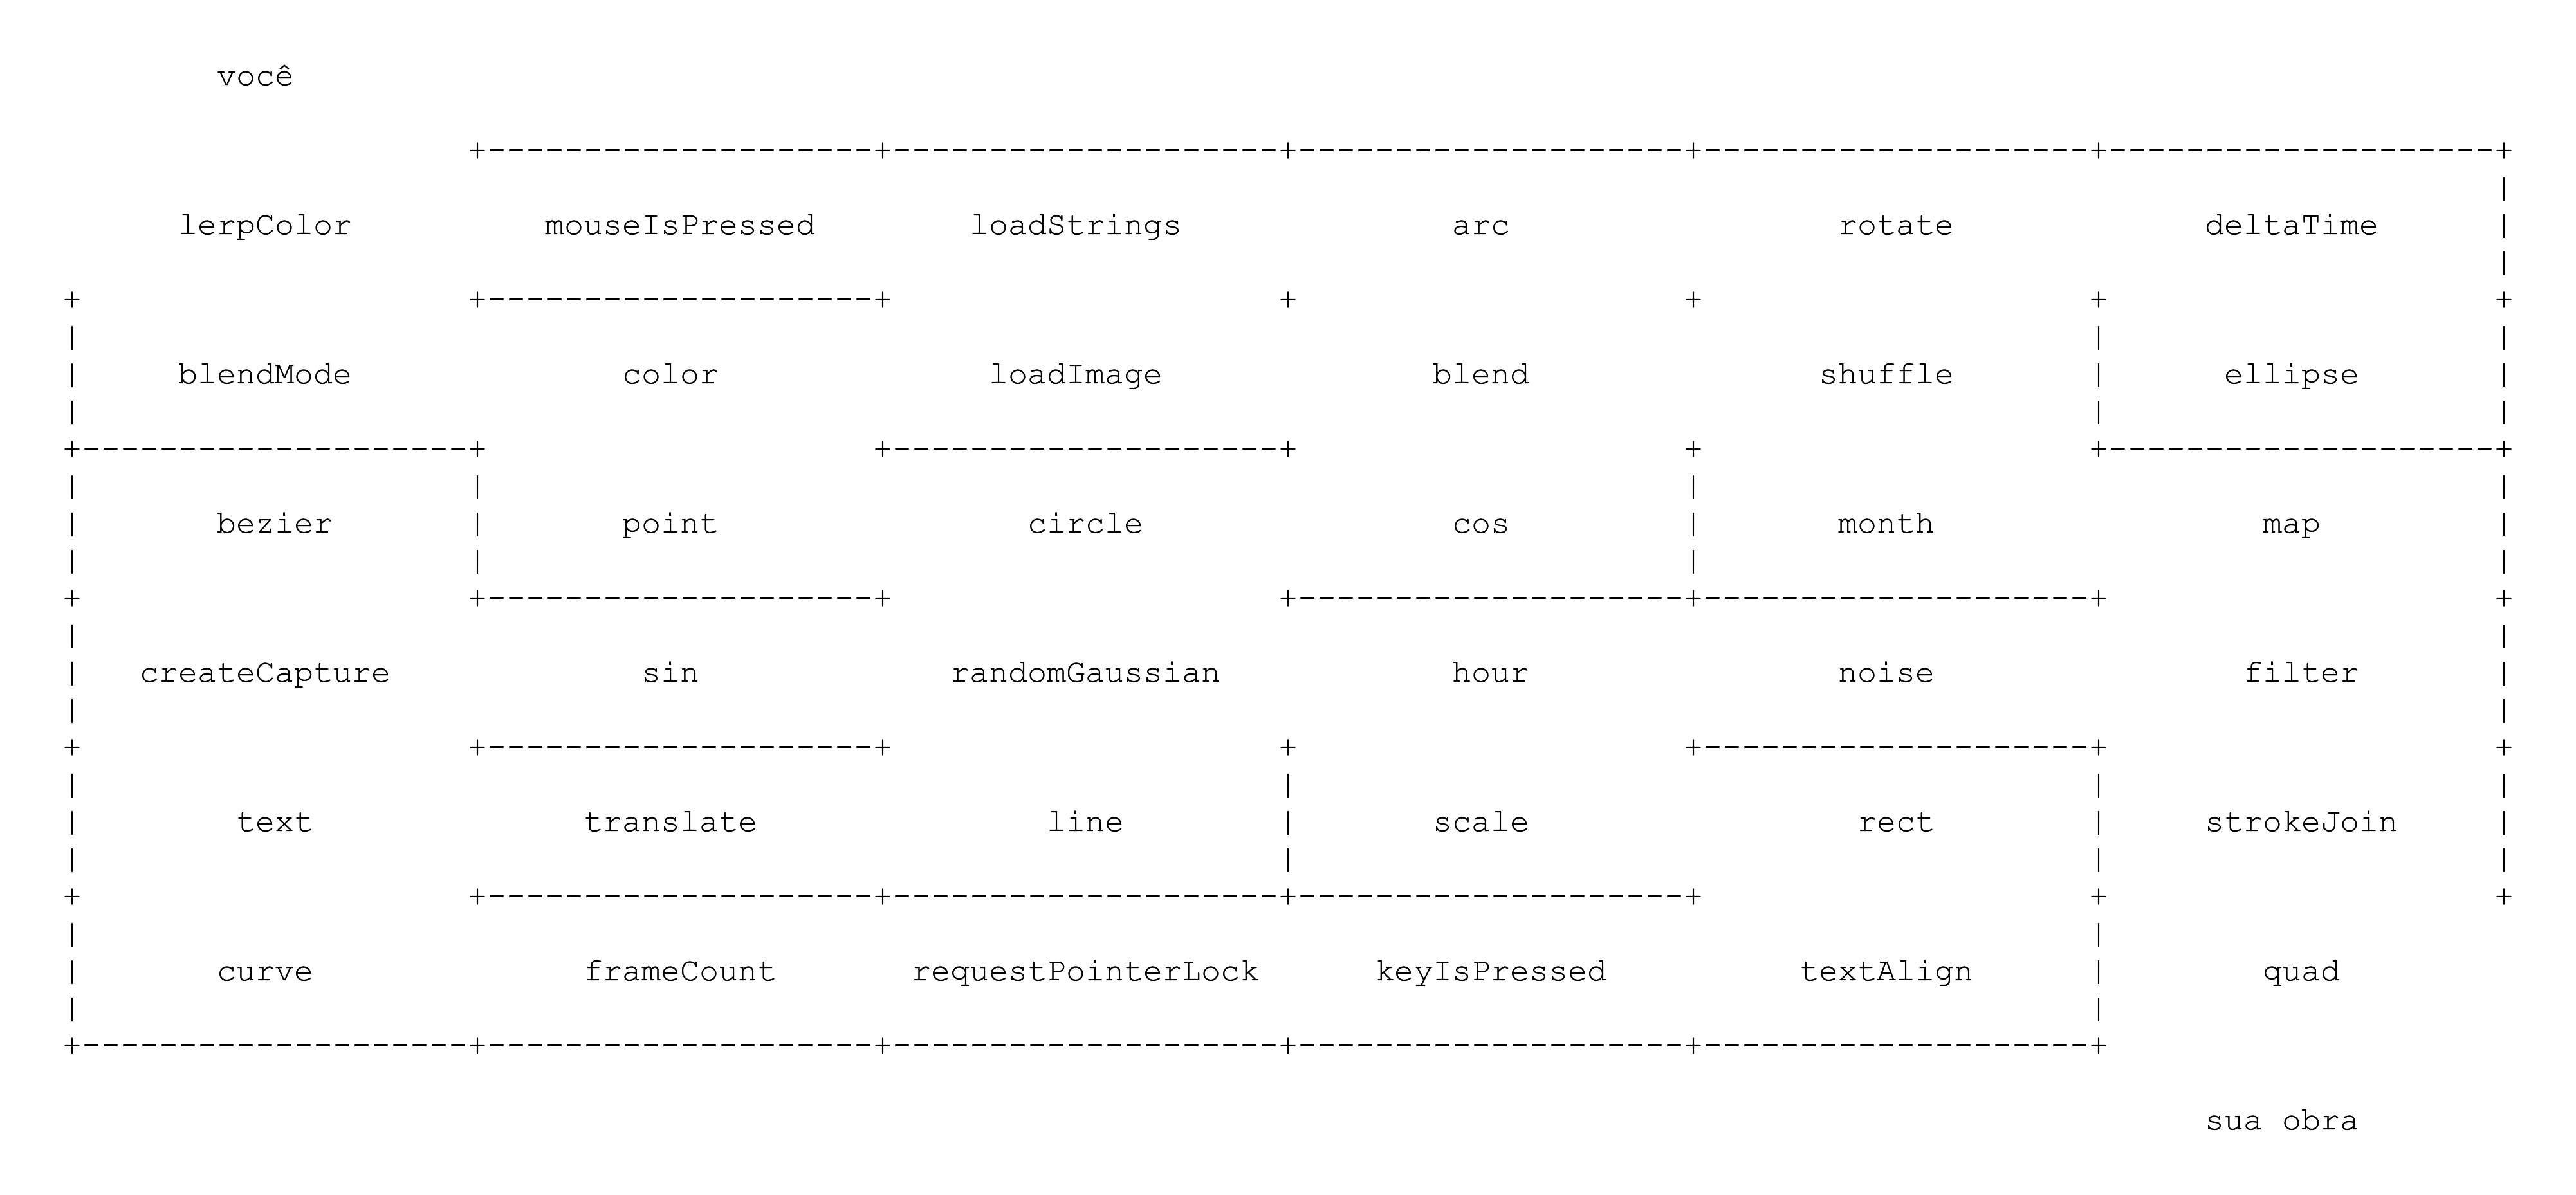 você
lerpColor mouseIsPressed loadStrings arc rotate deltaTime
blendMode color loadImage blend shuffle ellipse
bezier point circle cos month map
createCapture sin randomGaussian hour noise filter
text translate line scale rect strokeJoin
curve frameCount requestPointerLock keyIsPressed textAlign quad
sua obra